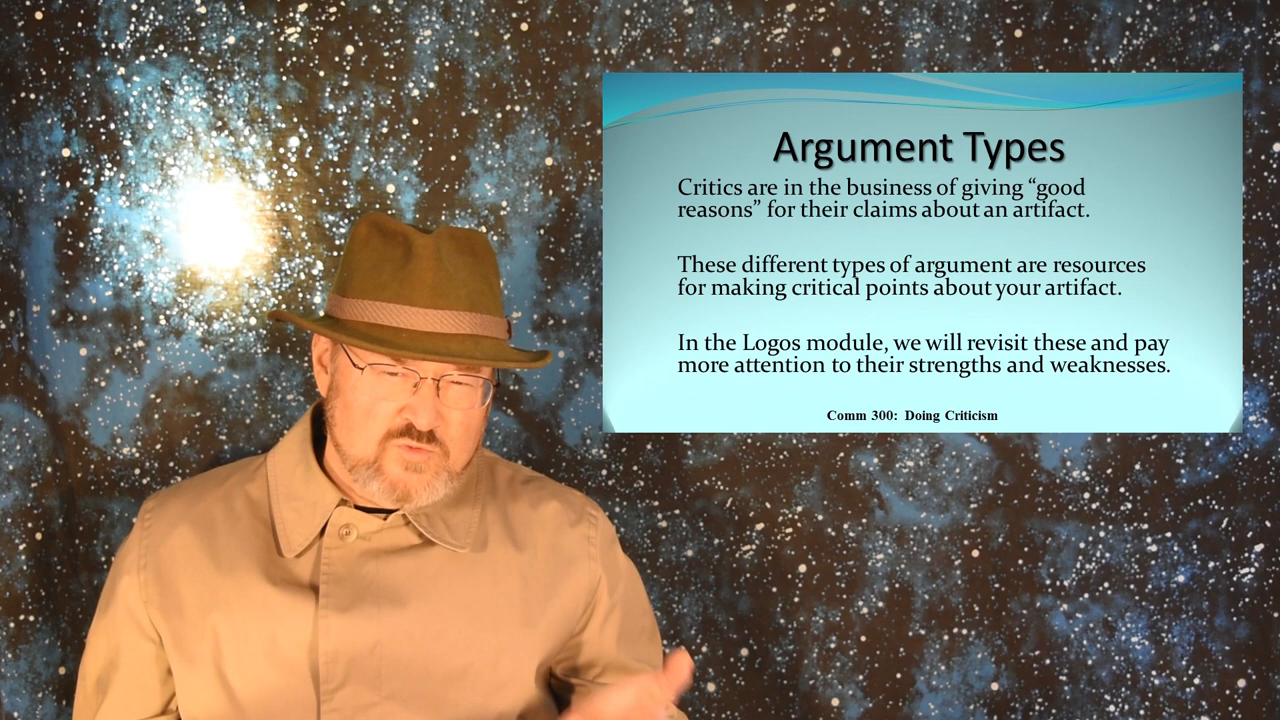 Argument Types
Critics are in the business of giving “good
reasons” for their claims about an artifact.
These different types of argument are resources
for making critical points about your artifact.
In the Logos module, we will revisit these and pay
more attention to their strengths and weaknesses.
Comm 300: Doing Criticism